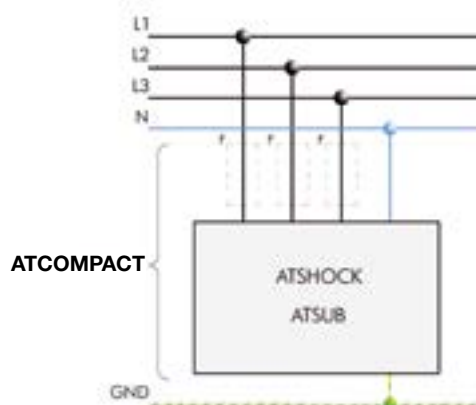 L1
L2
L3
N
r r r
ATCOMPACT
ATSHOCK
ATSUB
GND